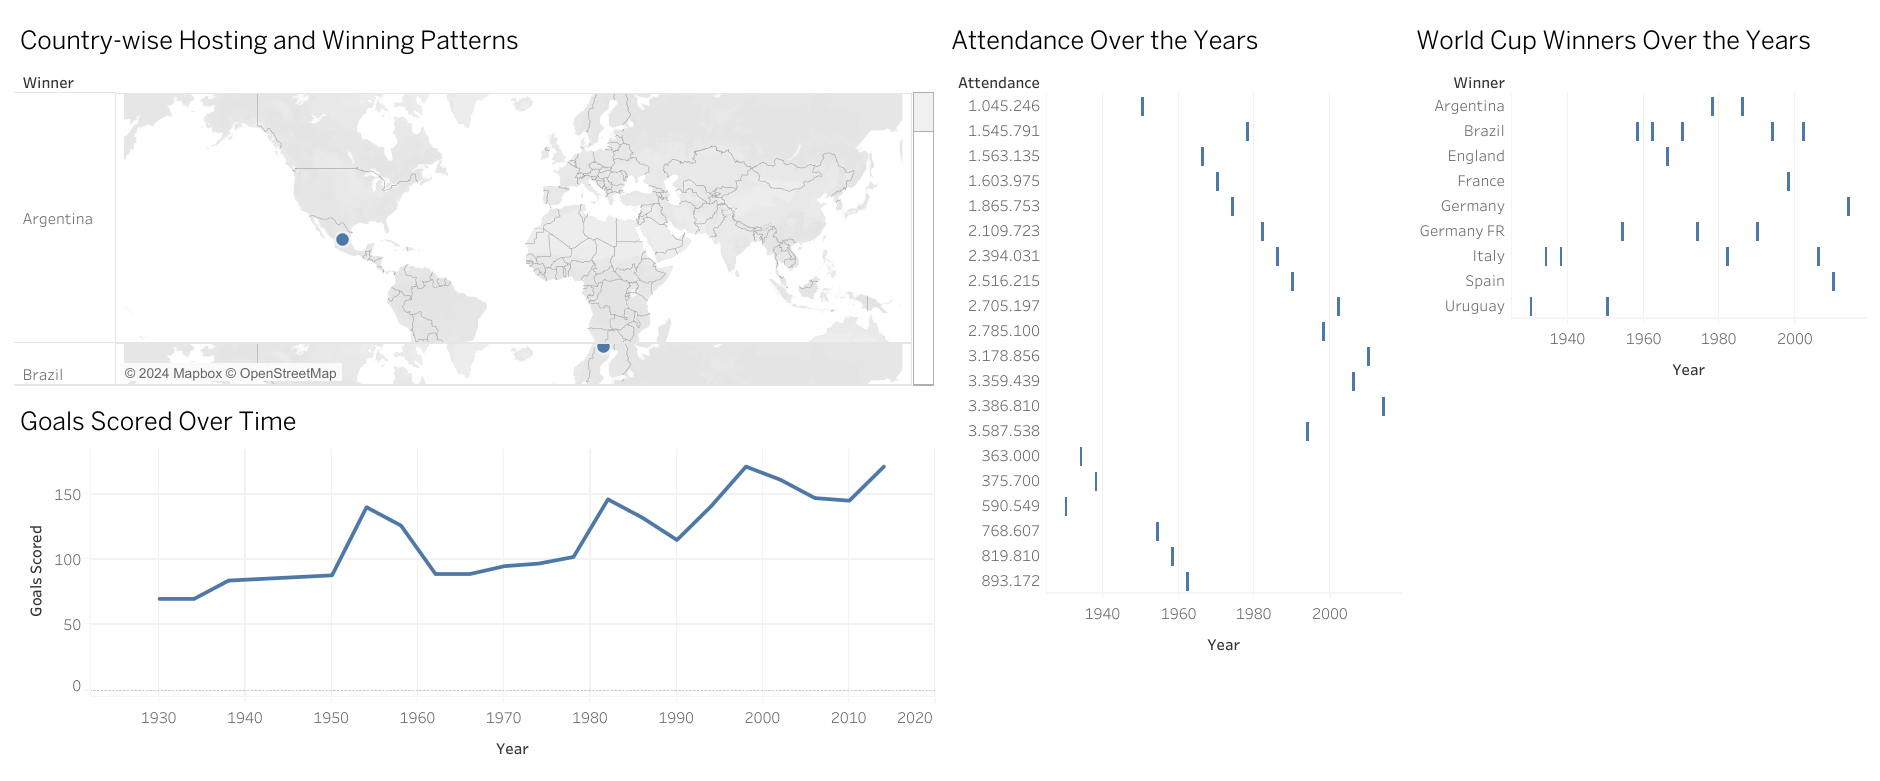 Country-wise Hosting and Winning Patterns
Winner
Argentina
Brazil
© 2024 Mapbox © OpenStreetMap
Goals Scored Over Time
Goals Scored
150
100
50
0
1930 1940 1950 1960 1970 1980 1990 2000 2010 2020
Year
Attendance Over the Years
Attendance
1.045.246
1.545.791
1.563.135
1.603.975
1.865.753
2.109.723
2.394.031
2.516.215
2.705.197
2.785.100
3.178.856
3.359.439
3.386.810
3.587.538
363.000
375.700
590.549
768.607
819.810
893.172
1940 1960 1980 2000
Year
World Cup Winners Over the Years
Winner
Argentina
Brazil
England
France
Germany
Germany FR
Italy
Spain
Uruguay
1940 1960 1980 2000
Year